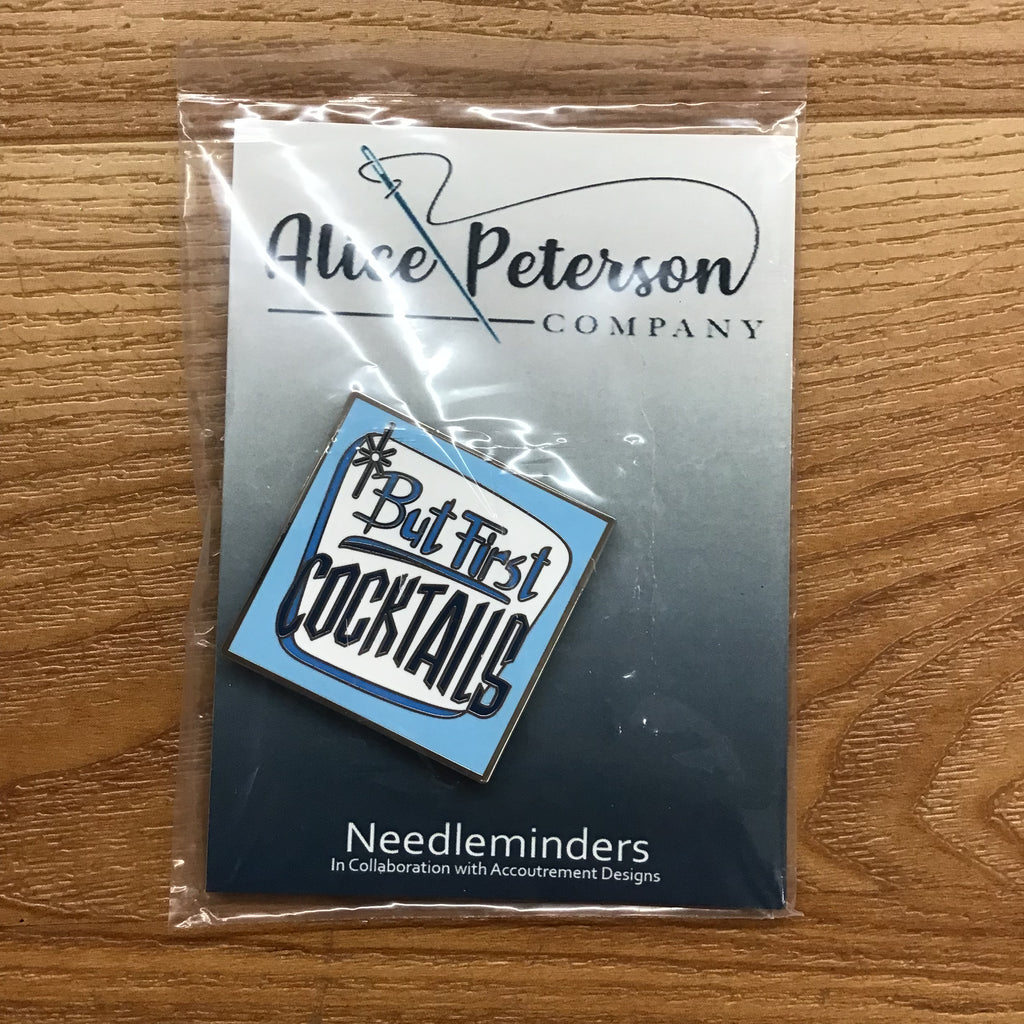 Alice Peterson
COMPANY
But First
COCKTAILS
Needleminders
In Collaboration with Accoutrement Designs